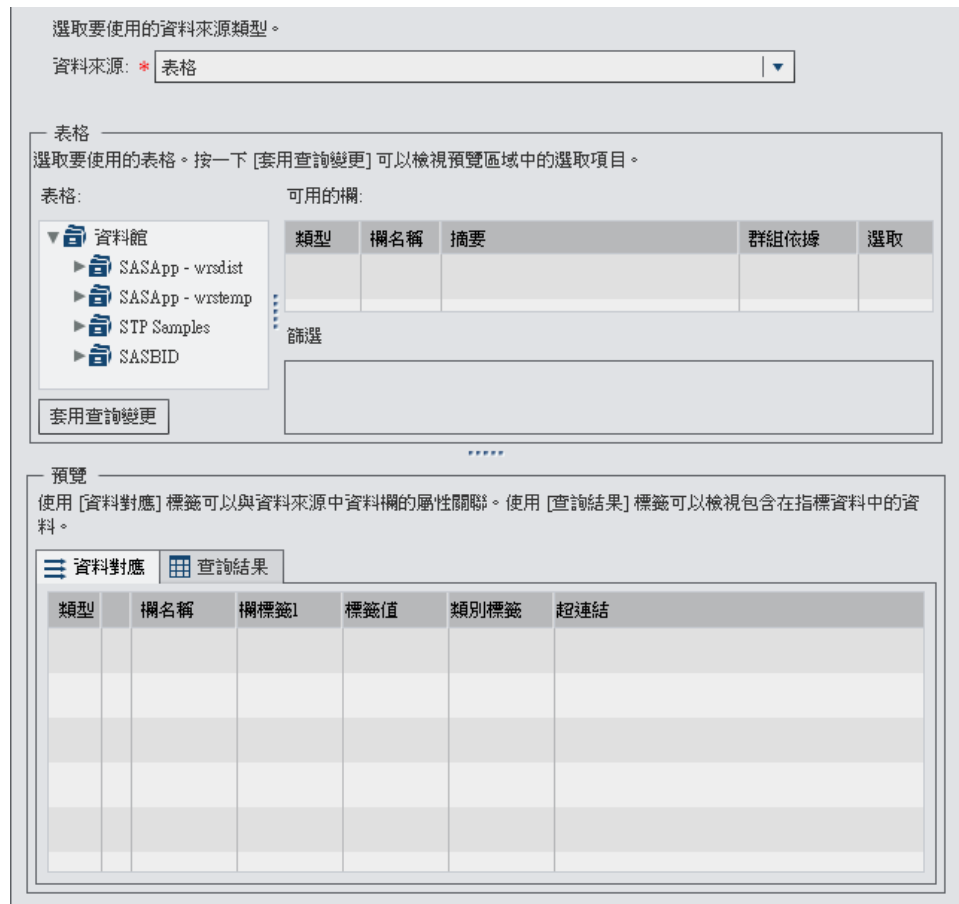 選取要使用的資料來源類型。
資料來源: * 表格
表格
選取要使用的表格。按一下 [套用查詢變更] 可以檢視預覽區域中的選取項目。
表格:
可用的欄:
資料館
SASApp - wrsdist
SASApp - wrstemp
STP Samples
SASBID
類型 欄名稱 摘要 群組依據 選取
篩選
套用查詢變更
預覽
使用 [資料對應] 標籤可以與資料來源中資料欄的屬性關聯。使用 [查詢結果] 標籤可以檢視包含在指標資料中的資
料。
資料對應 查詢結果
類型 欄名稱 欄標籤1 標籤值 類別標籤 超連結